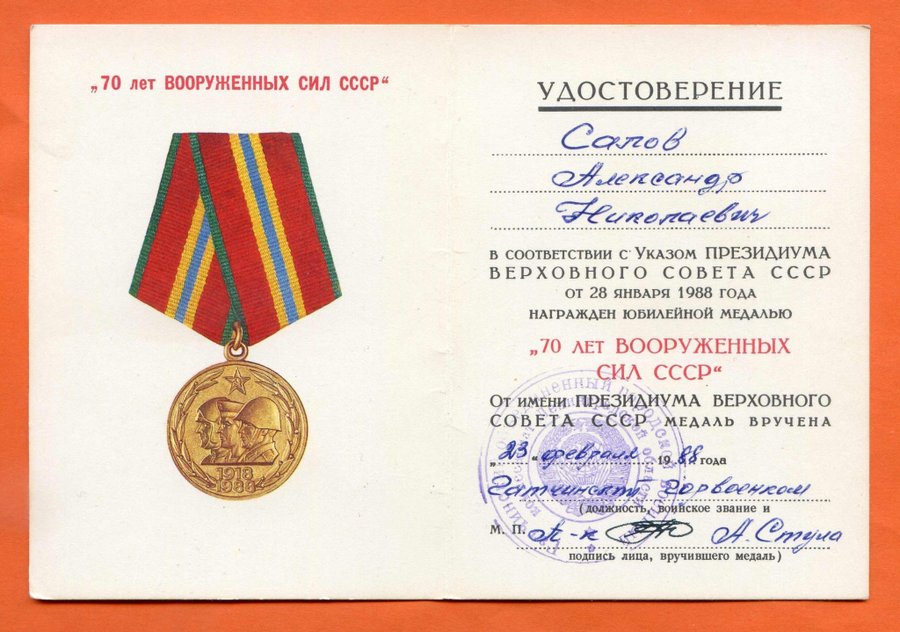 „70 лет ВООРУЖЕННЫХ СИЛ СССР“
1918
1988
УДОСТОВЕРЕНИЕ
Сапов
Александр
Николаевич
В СООТВЕТСТВИИ С УКАЗОМ ПРЕЗИДИУМА
ВЕРХОВНОГО СОВЕТА СССР
ОТ 28 ЯНВАРЯ 1988 ГОДА
НАГРАЖДЕН ЮБИЛЕЙНОЙ МЕДАЛЬЮ
„70 ЛЕТ ВООРУЖЕННЫХ
СИЛ СССР“
ОТ ИМЕНИ ПРЕЗИДИУМА ВЕРХОВНОГО
СОВЕТА СССР МЕДАЛЬ ВРУЧЕНА
„23“ февраля 1988 года
Гатчинский Горвоенком
(должность, воинское звание и
М. П. П-к А. Стула
подпись лица, вручившего медаль)